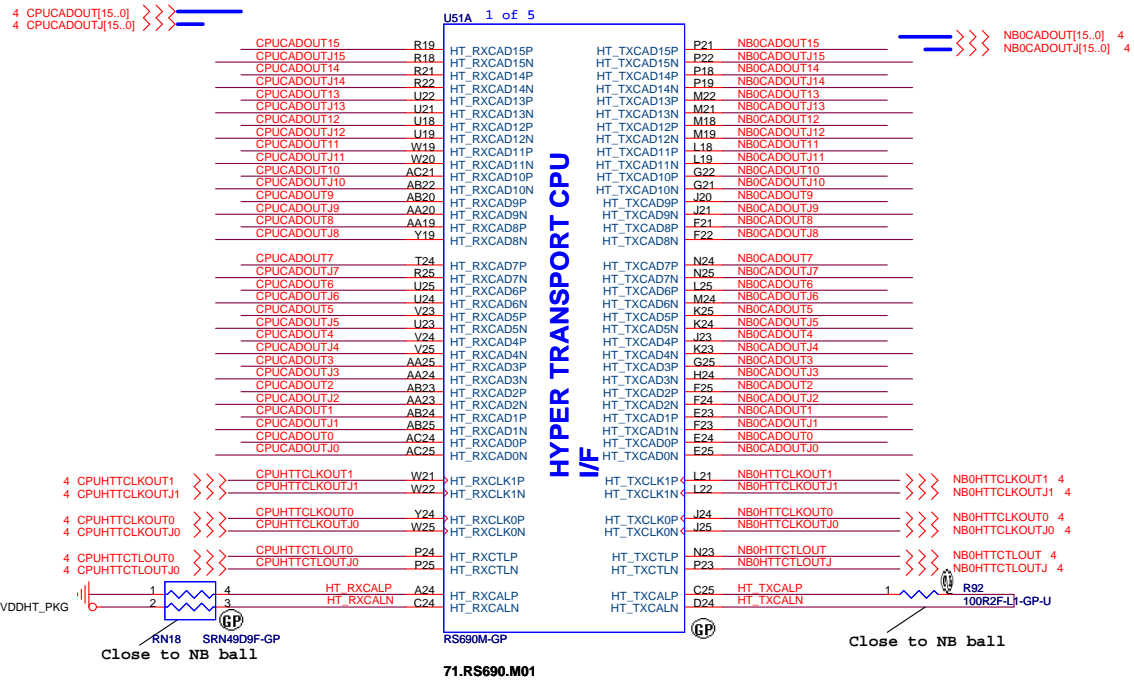 4 CPUCADOUT[15..0]
4 CPUCADOUTJ[15..0]
U51A 1 of 5
NB0CADOUT[15..0] 4
NB0CADOUTJ[15..0] 4
CPUCADOUT15 R19 HT_RXCAD15P HT_TXCAD15P P21 NB0CADOUT15
CPUCADOUTJ15 R18 HT_RXCAD15N HT_TXCAD15N P22 NB0CADOUTJ15
CPUCADOUT14 R21 HT_RXCAD14P HT_TXCAD14P P18 NB0CADOUT14
CPUCADOUTJ14 R22 HT_RXCAD14N HT_TXCAD14N P19 NB0CADOUTJ14
CPUCADOUT13 U22 HT_RXCAD13P HT_TXCAD13P M22 NB0CADOUT13
CPUCADOUTJ13 U21 HT_RXCAD13N HT_TXCAD13N M21 NB0CADOUTJ13
CPUCADOUT12 U18 HT_RXCAD12P HT_TXCAD12P M18 NB0CADOUT12
CPUCADOUTJ12 U19 HT_RXCAD12N HT_TXCAD12N M19 NB0CADOUTJ12
CPUCADOUT11 W19 HT_RXCAD11P HT_TXCAD11P L18 NB0CADOUT11
CPUCADOUTJ11 W20 HT_RXCAD11N HT_TXCAD11N L19 NB0CADOUTJ11
CPUCADOUT10 AC21 HT_RXCAD10P HT_TXCAD10P G22 NB0CADOUT10
CPUCADOUTJ10 AB22 HT_RXCAD10N HT_TXCAD10N G21 NB0CADOUTJ10
CPUCADOUT9 AB20 HT_RXCAD9P HT_TXCAD9P J20 NB0CADOUT9
CPUCADOUTJ9 AA20 HT_RXCAD9N HT_TXCAD9N J21 NB0CADOUTJ9
CPUCADOUT8 AA19 HT_RXCAD8P HT_TXCAD8P F21 NB0CADOUT8
CPUCADOUTJ8 Y19 HT_RXCAD8N HT_TXCAD8N F22 NB0CADOUTJ8
CPUCADOUT7 T24 HT_RXCAD7P HT_TXCAD7P N24 NB0CADOUT7
CPUCADOUTJ7 R25 HT_RXCAD7N HT_TXCAD7N N25 NB0CADOUTJ7
CPUCADOUT6 U25 HT_RXCAD6P HT_TXCAD6P L25 NB0CADOUT6
CPUCADOUTJ6 U24 HT_RXCAD6N HT_TXCAD6N M24 NB0CADOUTJ6
CPUCADOUT5 V23 HT_RXCAD5P HT_TXCAD5P K25 NB0CADOUT5
CPUCADOUTJ5 U23 HT_RXCAD5N HT_TXCAD5N K24 NB0CADOUTJ5
CPUCADOUT4 V24 HT_RXCAD4P HT_TXCAD4P J23 NB0CADOUT4
CPUCADOUTJ4 V25 HT_RXCAD4N HT_TXCAD4N K23 NB0CADOUTJ4
CPUCADOUT3 AA25 HT_RXCAD3P HT_TXCAD3P G25 NB0CADOUT3
CPUCADOUTJ3 AA24 HT_RXCAD3N HT_TXCAD3N H24 NB0CADOUTJ3
CPUCADOUT2 AB23 HT_RXCAD2P HT_TXCAD2P F25 NB0CADOUT2
CPUCADOUTJ2 AA23 HT_RXCAD2N HT_TXCAD2N F24 NB0CADOUTJ2
CPUCADOUT1 AB24 HT_RXCAD1P HT_TXCAD1P E23 NB0CADOUT1
CPUCADOUTJ1 AB25 HT_RXCAD1N HT_TXCAD1N F23 NB0CADOUTJ1
CPUCADOUT0 AC24 HT_RXCAD0P HT_TXCAD0P E24 NB0CADOUT0
CPUCADOUTJ0 AC25 HT_RXCAD0N HT_TXCAD0N E25 NB0CADOUTJ0
HYPER TRANSPORT CPU
I/F
4 CPUHTTCLKOUT1 CPUHTTCLKOUT1 W21 HT_RXCLK1P HT_TXCLK1P L21 NB0HTTCLKOUT1 NB0HTTCLKOUT1 4
4 CPUHTTCLKOUTJ1 CPUHTTCLKOUTJ1 W22 HT_RXCLK1N HT_TXCLK1N L22 NB0HTTCLKOUTJ1 NB0HTTCLKOUTJ1 4
4 CPUHTTCLKOUT0 CPUHTTCLKOUT0 Y24 HT_RXCLK0P HT_TXCLK0P J24 NB0HTTCLKOUT0 NB0HTTCLKOUT0 4
4 CPUHTTCLKOUTJ0 CPUHTTCLKOUTJ0 W25 HT_RXCLK0N HT_TXCLK0N J25 NB0HTTCLKOUTJ0 NB0HTTCLKOUTJ0 4
4 CPUHTTCTLOUT0 CPUHTTCTLOUT0 P24 HT_RXCTLP HT_TXCTLP N23 NB0HTTCTLOUT NB0HTTCTLOUT 4
4 CPUHTTCTLOUTJ0 CPUHTTCTLOUTJ0 P25 HT_RXCTLN HT_TXCTLN P23 NB0HTTCTLOUTJ NB0HTTCTLOUTJ 4
1 4 HT_RXCALP A24 HT_RXCALP HT_TXCALP C25 HT_TXCALP 1 R92
VDDHT_PKG 2 3 HT_RXCALN C24 HT_RXCALN HT_TXCALN D24 HT_TXCALN 100R2F-L1-GP-U
GP
GP
RN18 SRN49D9F-GP
RS690M-GP
Close to NB ball
Close to NB ball
71.RS690.M01